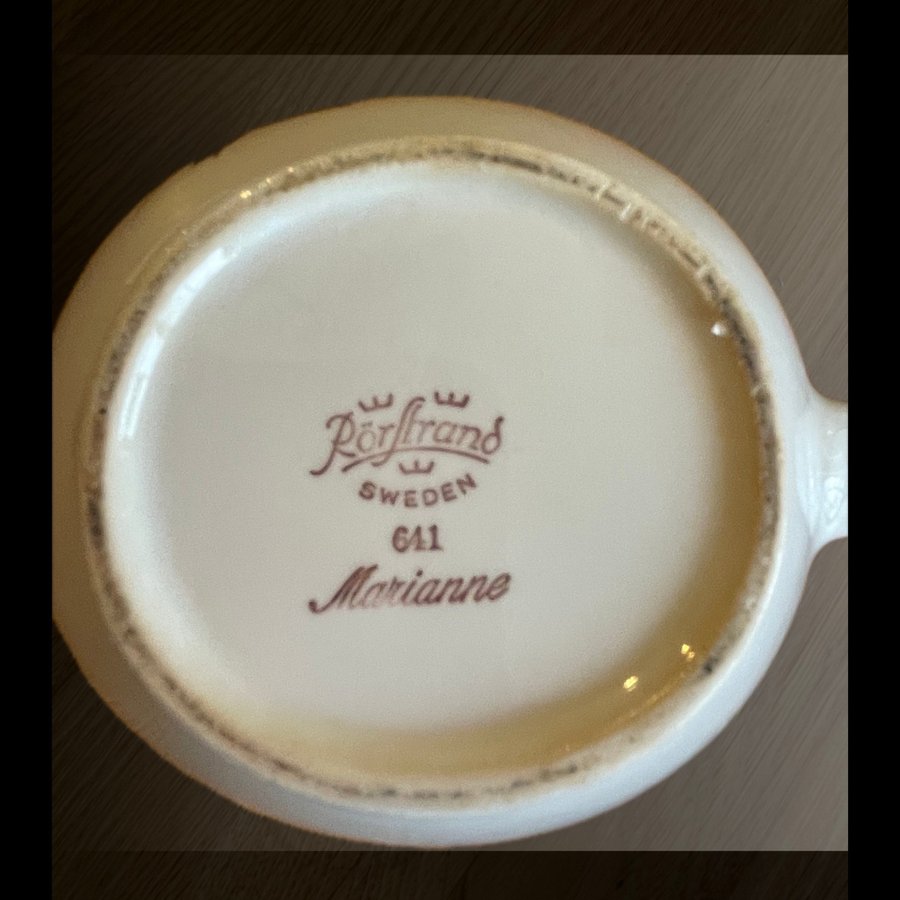 Rörstrand
SWEDEN
641
Marianne